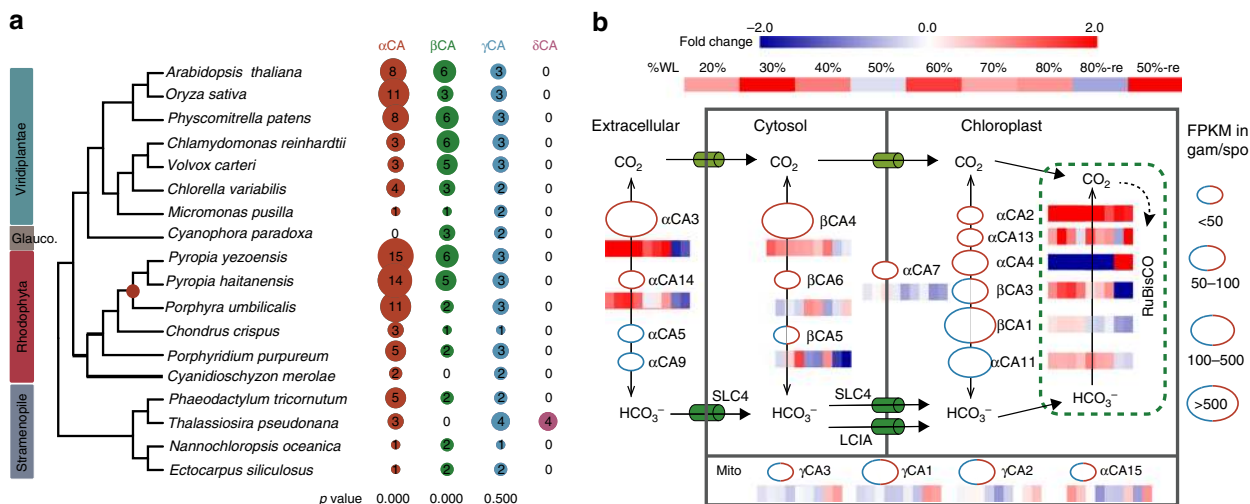 a
αCA βCA γCA δCA
Viridiplantae
Glauco.
Rhodophyta
Stramenopile
Arabidopsis thaliana 8 6 3 0
Oryza sativa 11 3 3 0
Physcomitrella patens 8 6 3 0
Chlamydomonas reinhardtii 3 6 3 0
Volvox carteri 3 5 3 0
Chlorella variabilis 4 3 2 0
Micromonas pusilla 1 1 2 0
Cyanophora paradoxa 0 3 2 0
Pyropia yezoensis 15 6 3 0
Pyropia haitanensis 14 5 3 0
Porphyra umbilicalis 11 2 3 0
Chondrus crispus 3 1 1 0
Porphyridium purpureum 5 2 3 0
Cyanidioschyzon merolae 2 0 3 0
Phaeodactylum tricornutum 5 2 2 0
Thalassiosira pseudonana 3 0 4 4
Nannochloropsis oceanica 1 2 1 0
Ectocarpus siliculosus 1 2 2 0
p value 0.000 0.000 0.500
b
−2.0 0.0 2.0
Fold change
%WL 20% 30% 40% 50% 60% 70% 80% 80%-re 50%-re
Extracellular Cytosol Chloroplast
CO2 CO2 CO2 CO2
αCA3
αCA14
αCA5
αCA9
HCO3−
SLC4
βCA4
βCA6
βCA5
HCO3−
αCA7
SLC4
LCIA
αCA2
αCA13
αCA4
βCA3
βCA1
αCA11
HCO3−
HCO3−
RuBisCO
Mito γCA3 γCA1 γCA2 αCA15
FPKM in
gam/spo
<50
50–100
100–500
>500